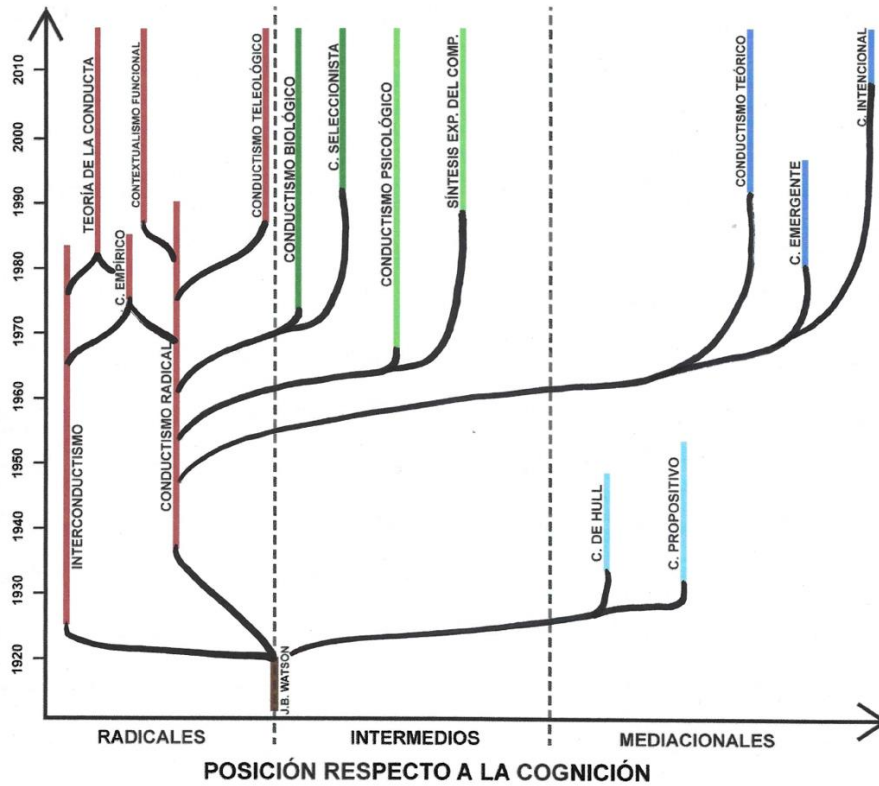 2010
2000
1990
1980
1970
1960
1950
1940
1930
1920
TEORÍA DE LA CONDUCTA
CONTEXTUALISMO FUNCIONAL
CONDUCTISMO TELEOLÓGICO
CONDUCTISMO BIOLÓGICO
C. SELECCIONISTA
CONDUCTISMO PSICOLÓGICO
SÍNTESIS EXP. DEL COMP.
CONDUCTISMO TEÓRICO
C. EMERGENTE
C. INTENCIONAL
C. EMPÍRICO
INTERCONDUCTISMO
CONDUCTISMO RADICAL
C. DE HULL
C. PROPOSITIVO
J.B. WATSON
RADICALES
INTERMEDIOS
MEDIACIONALES
POSICIÓN RESPECTO A LA COGNICIÓN